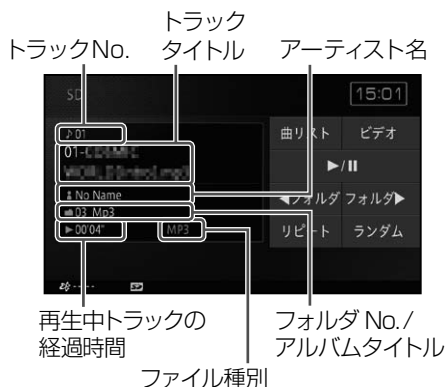 トラック
タイトル
トラックNo.
アーティスト名
SD
15:01
♪01
01-
曲リスト
ビデオ
▶/II
No Name
◀フォルダ
フォルダ▶
03 Mp3
▶00'04"
MP3
リピート
ランダム
再生中トラックの
経過時間
フォルダ No./
アルバムタイトル
ファイル種別